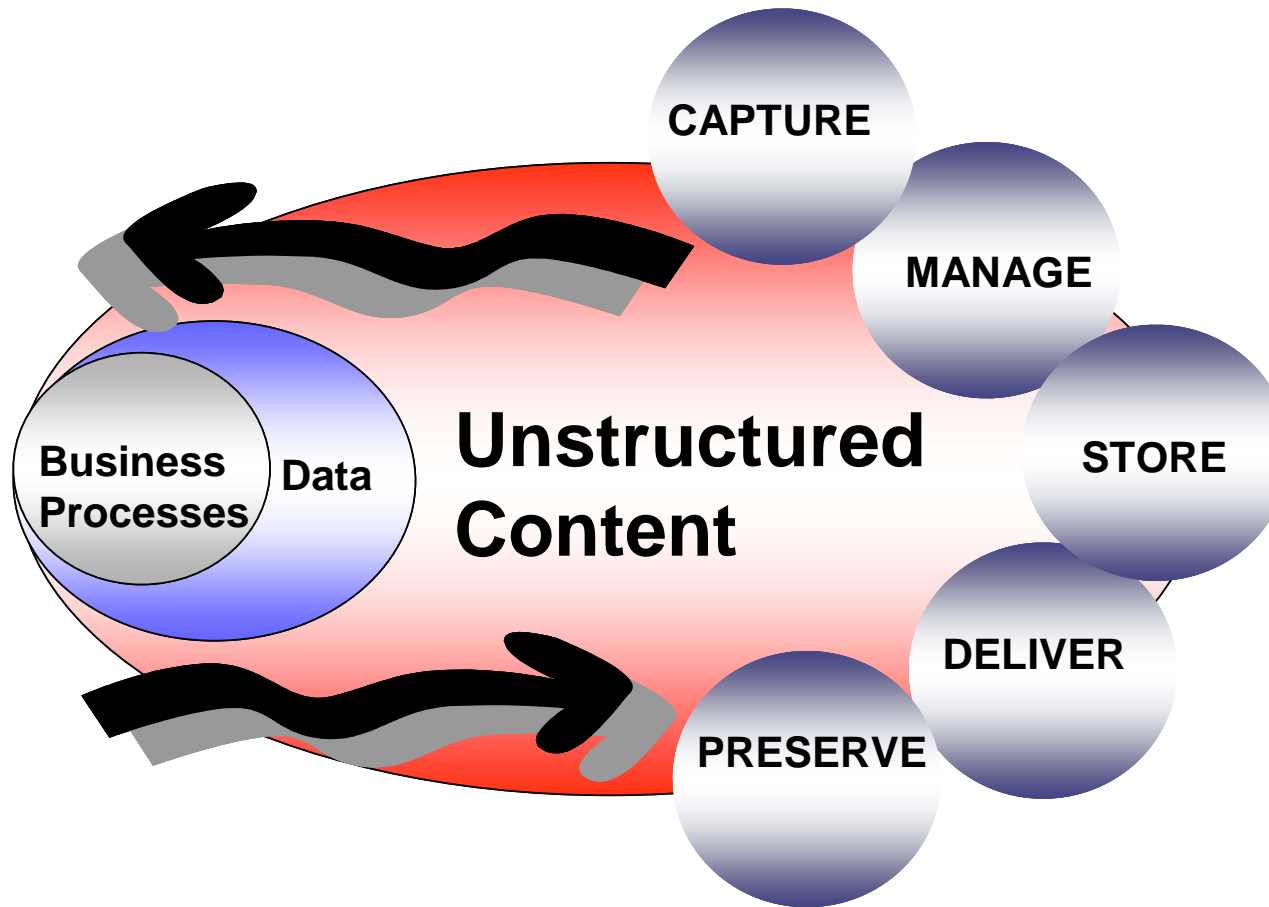 CAPTURE
MANAGE
STORE
DELIVER
PRESERVE
Unstructured
Content
Data
Business
Processes